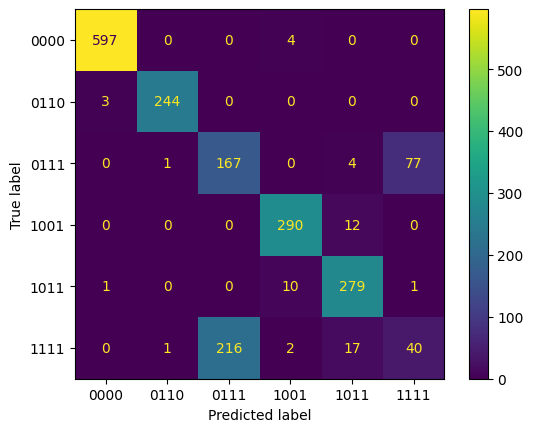 0000 597 0 0 4 0 0
0110 3 244 0 0 0 0
0111 0 1 167 0 4 77
1001 0 0 0 290 12 0
1011 1 0 0 10 279 1
1111 0 1 216 2 17 40
0000 0110 0111 1001 1011 1111
Predicted label
True label
500
400
300
200
100
0